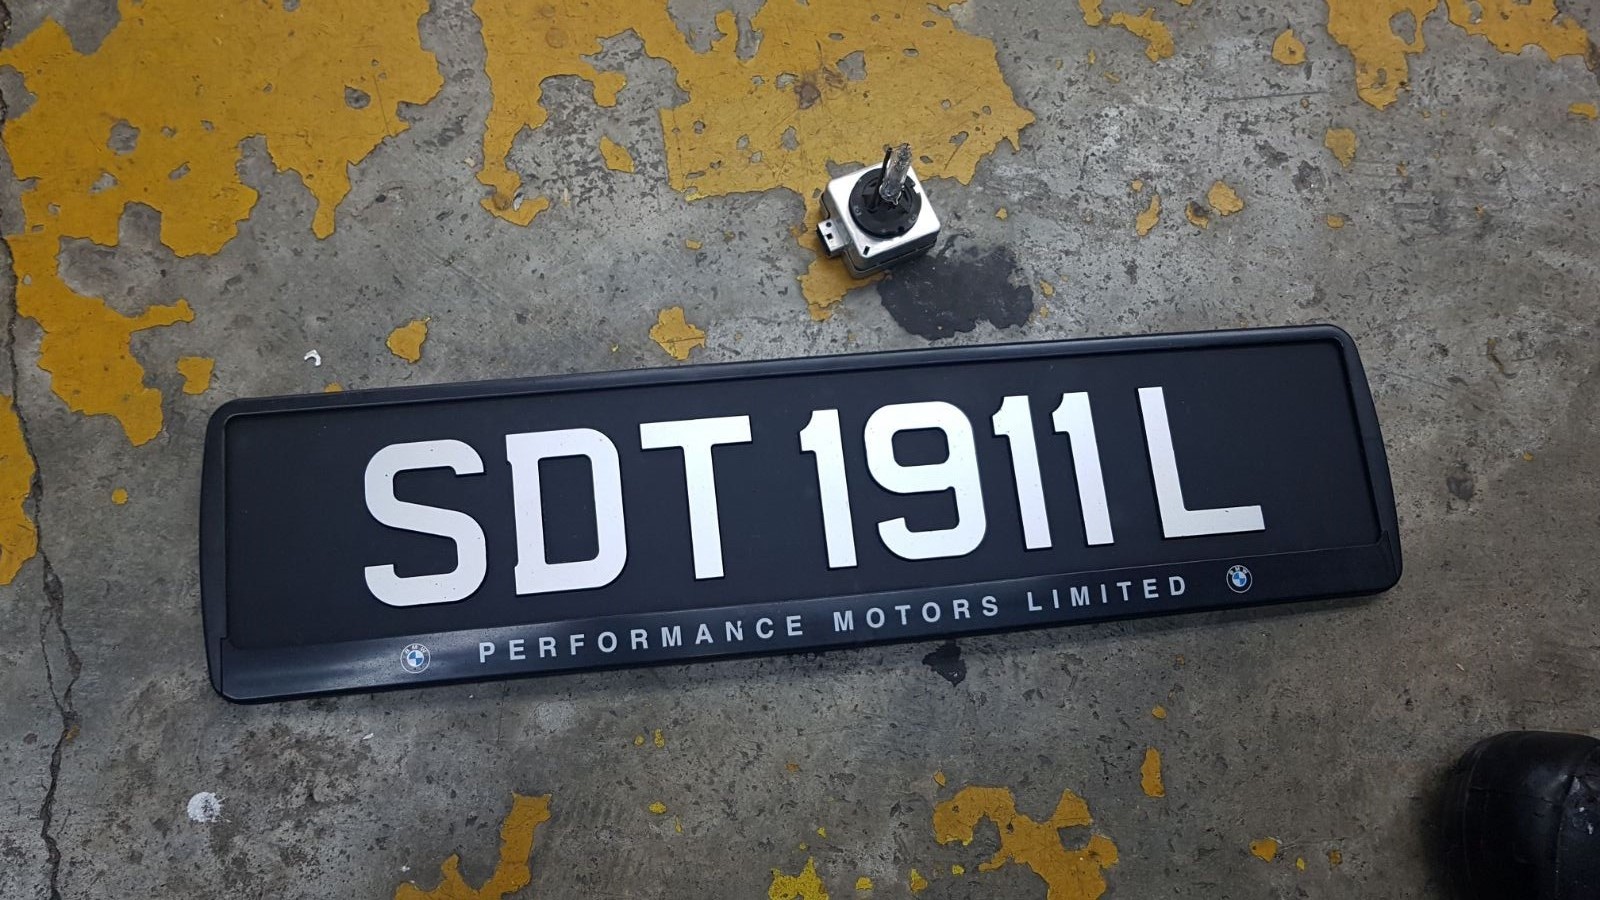 SDT 1911 L
PERFORMANCE MOTORS LIMITED